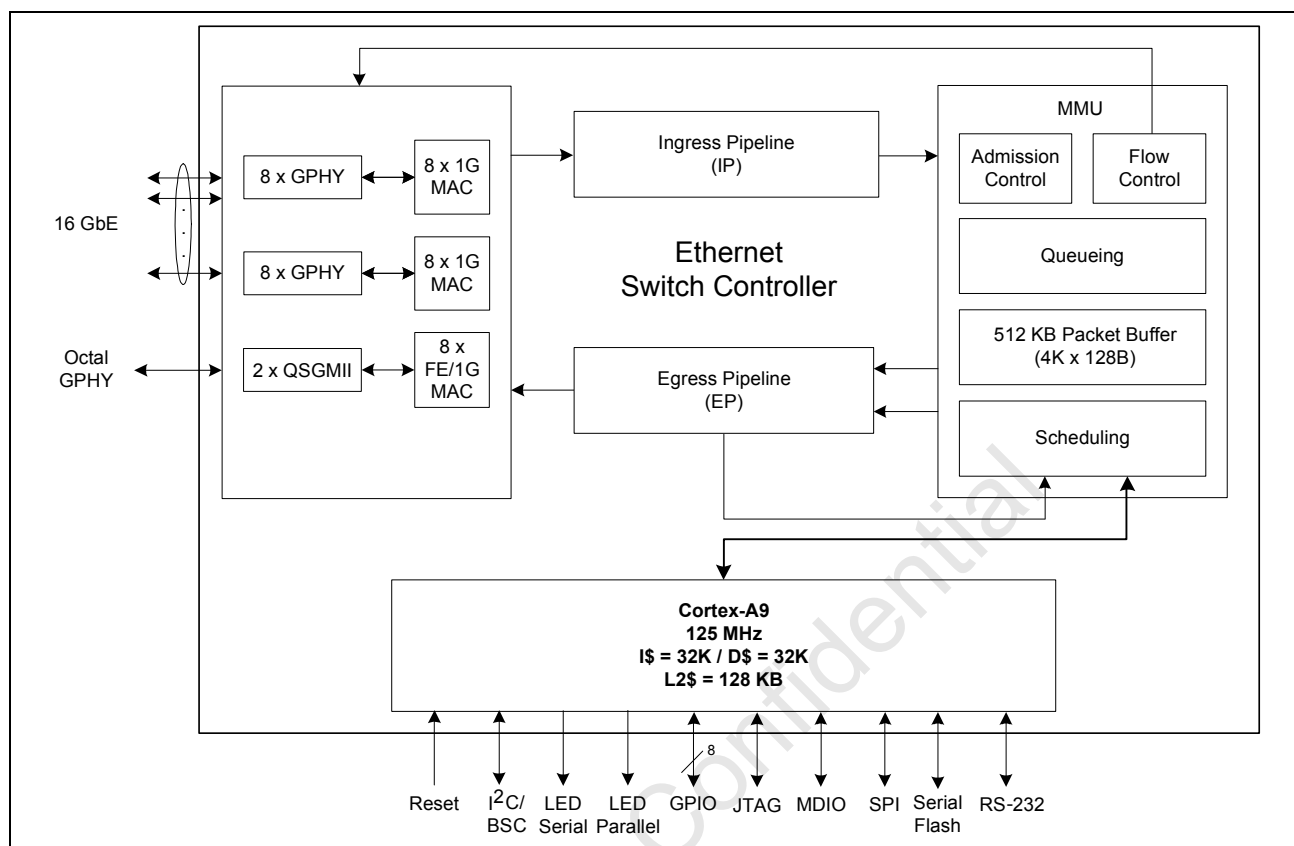 MMU
Ingress Pipeline
(IP)
Admission
Control
Flow
Control
8 x GPHY
8 x 1G
MAC
16 GbE
Ethernet
Switch Controller
8 x GPHY
8 x 1G
MAC
Queueing
Octal
GPHY
2 x QSGMII
8 x
FE/1G
MAC
Egress Pipeline
(EP)
512 KB Packet Buffer
(4K x 128B)
Scheduling
Cortex-A9
125 MHz
I$ = 32K / D$ = 32K
L2$ = 128 KB
8
Reset
I²C/
BSC
LED
Serial
LED
Parallel
GPIO
JTAG
MDIO
SPI
Serial
Flash
RS-232
Confidential